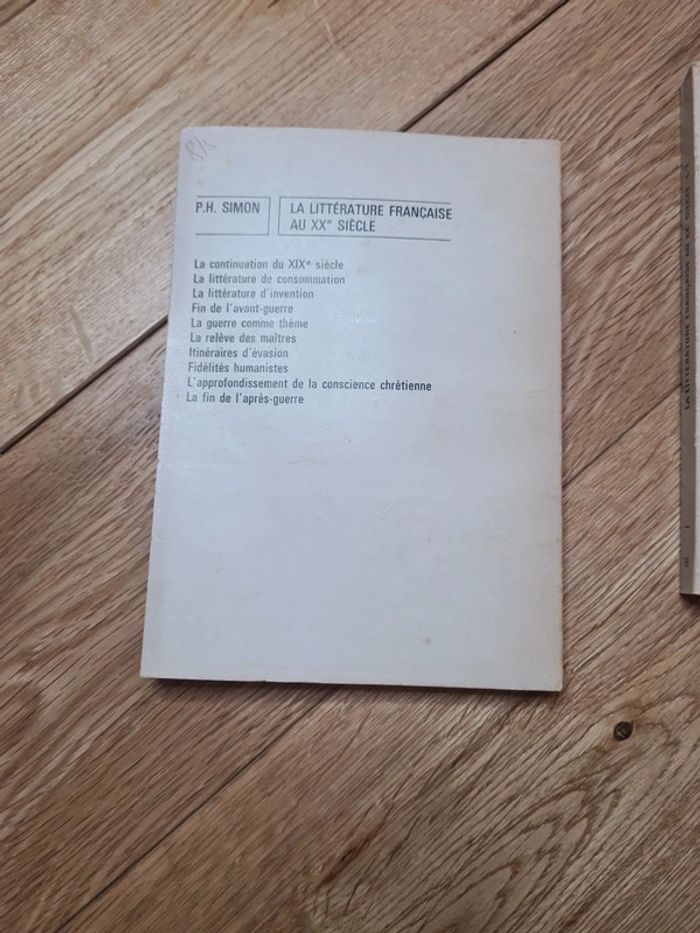 P.H. SIMON
LA LITTÉRATURE FRANÇAISE
AU XXe SIÈCLE
La continuation du XIXe siècle
La littérature de consommation
La littérature d'invention
Fin de l'avant-guerre
La guerre comme thème
La relève des maîtres
Itinéraires d'évasion
Fidélités humanistes
L'approfondissement de la conscience chrétienne
La fin de l'après-guerre